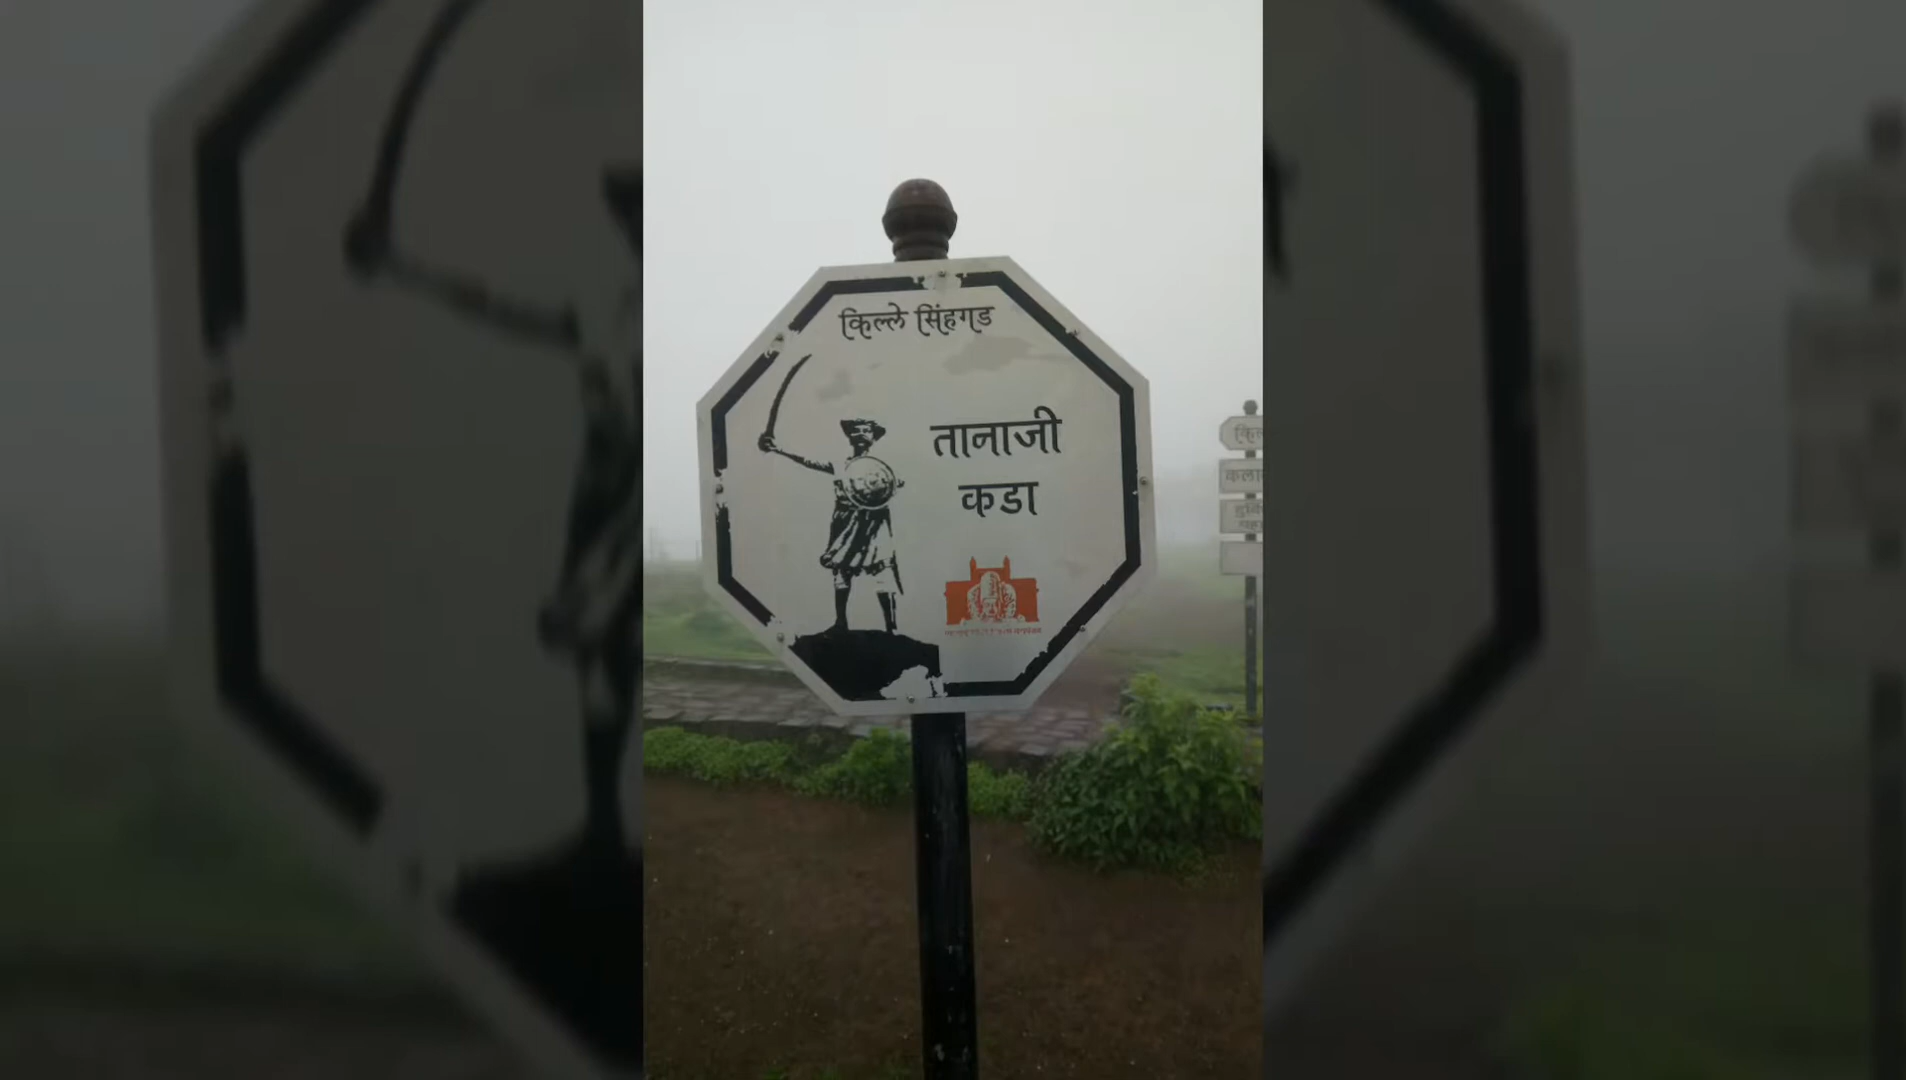 किल्ले सिंहगड
तानाजी
कडा